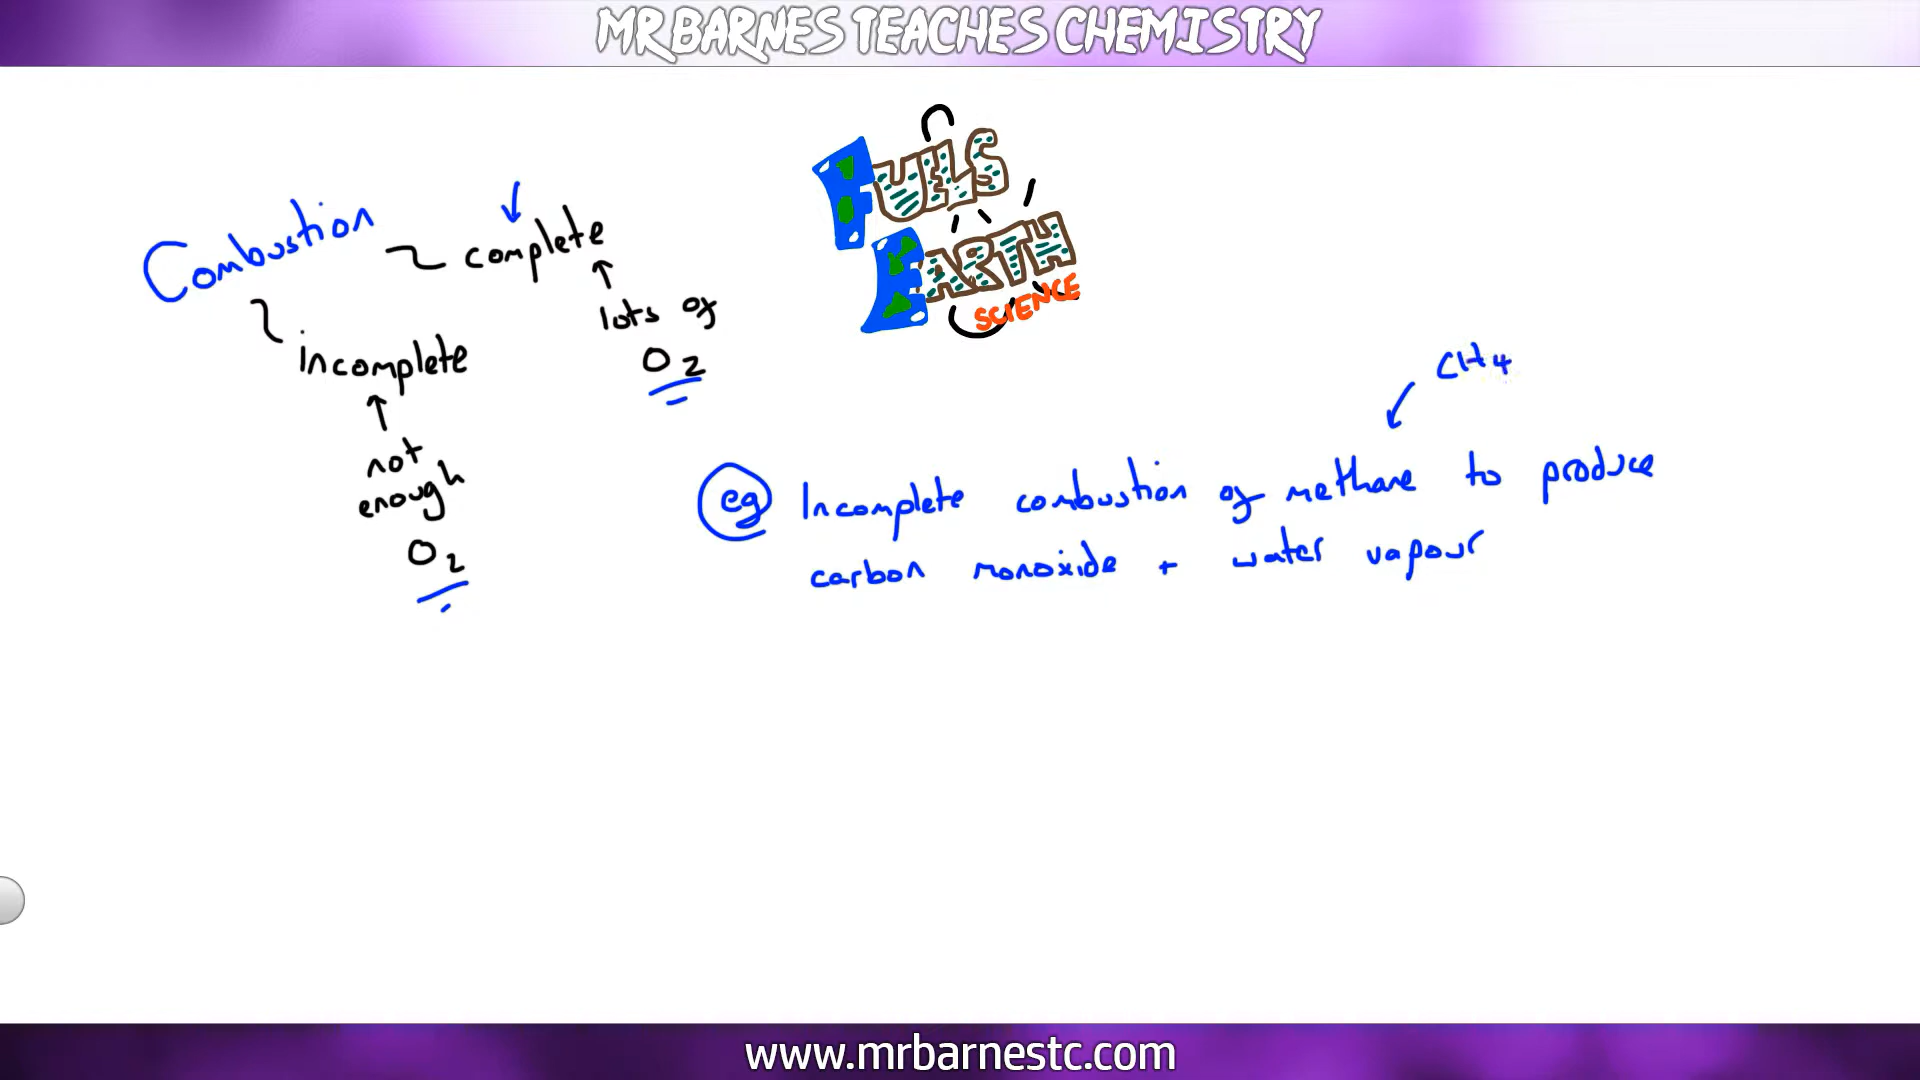 MR BARNES TEACHES CHEMISTRY
FUELS
EARTH
SCIENCE
Combustion
complete
lots of
O2
incomplete
not
enough
O2
CH4
eg Incomplete combustion of methane to produce
carbon monoxide + water vapour
www.mrbarnestc.com